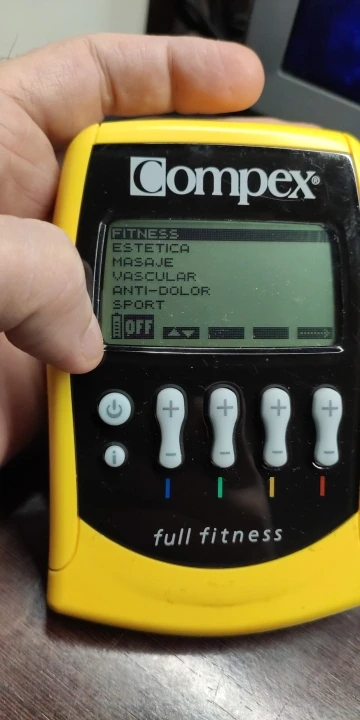 Compex®
FITNESS
ESTETICA
MASAJE
VASCULAR
ANTI-DOLOR
SPORT
OFF
+ + + +
i - - - -
full fitness